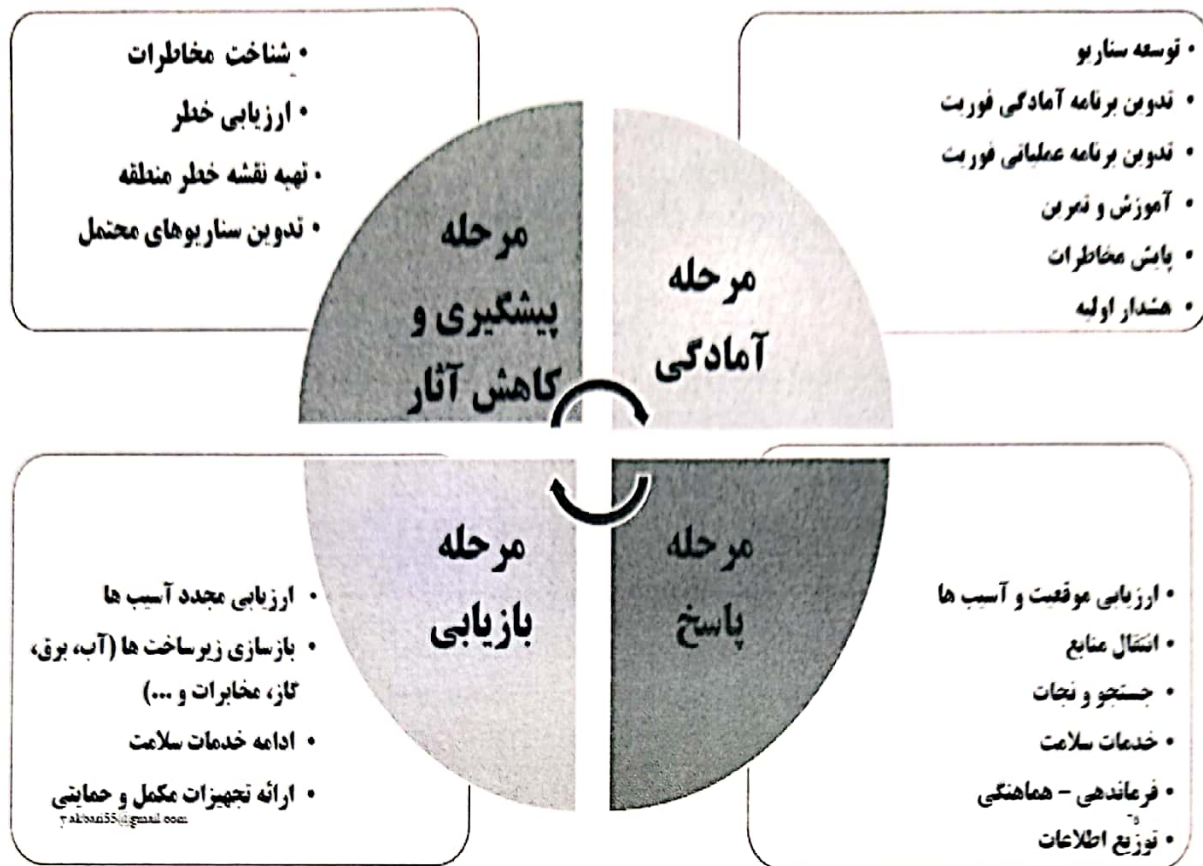 • شناخت مخاطرات
• ارزیابی خطر
• تهیه نقشه خطر منطقه
• تدوین سناریوهای محتمل
مرحله
پیشگیری و
کاهش آثار
• توسعه سناریو
• تدوین برنامه آمادگی فوریت
• تدوین برنامه عملیاتی فوریت
• آموزش و تمرین
• پایش مخاطرات
• هشدار اولیه
مرحله
آمادگی
• ارزیابی موقعیت و آسیب ها
• انتقال منابع
• جستجو و نجات
• خدمات سلامت
• فرماندهی – هماهنگی
• توزیع اطلاعات
مرحله
پاسخ
• ارزیابی مجدد آسیب ها
• بازسازی زیرساخت ها (آب، برق،
گاز، مخابرات و ...)
• ادامه خدمات سلامت
• ارائه تجهیزات مکمل و حمایتی
مرحله
بازیابی